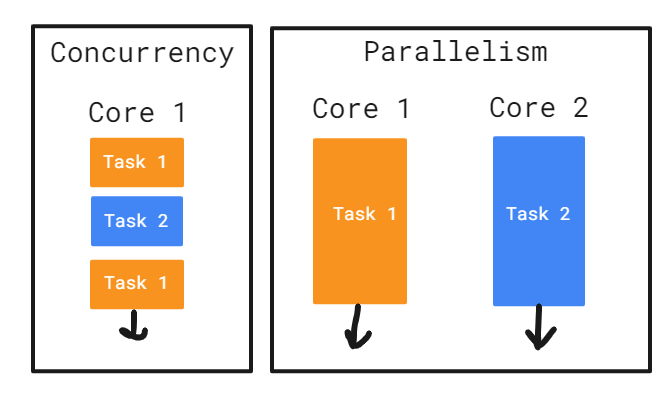 Concurrency
Core 1
Task 1
Task 2
Task 1
Parallelism
Core 1
Core 2
Task 1
Task 2